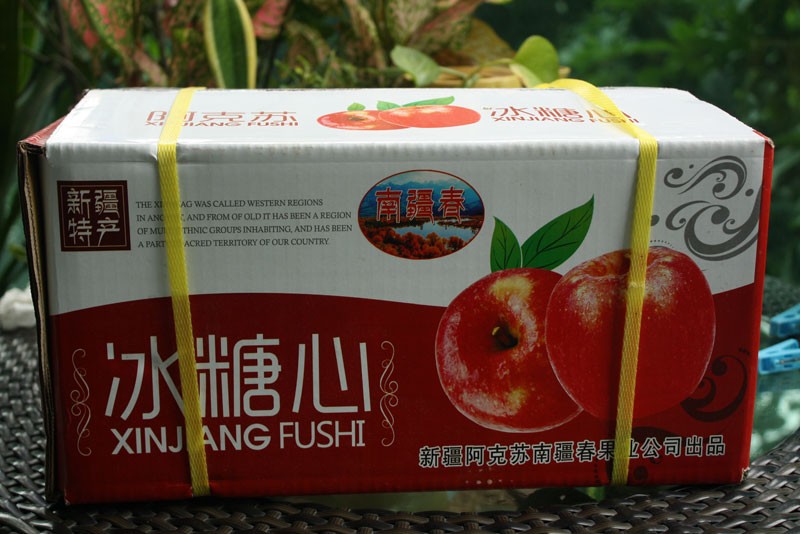 阿克苏
XINJIANG FUSHI
冰糖心
XINJIANG FUSHI
新疆
特产
THE XINJIANG WAS CALLED WESTERN REGIONS
IN AND FROM OF OLD IT HAS BEEN A REGION
OF ETHNIC GROUPS INHABITING, AND HAS BEEN
A PART SACRED TERRITORY OF OUR COUNTRY.
南疆春
冰糖心
XINJIANG FUSHI
新疆阿克苏南疆春果业公司出品